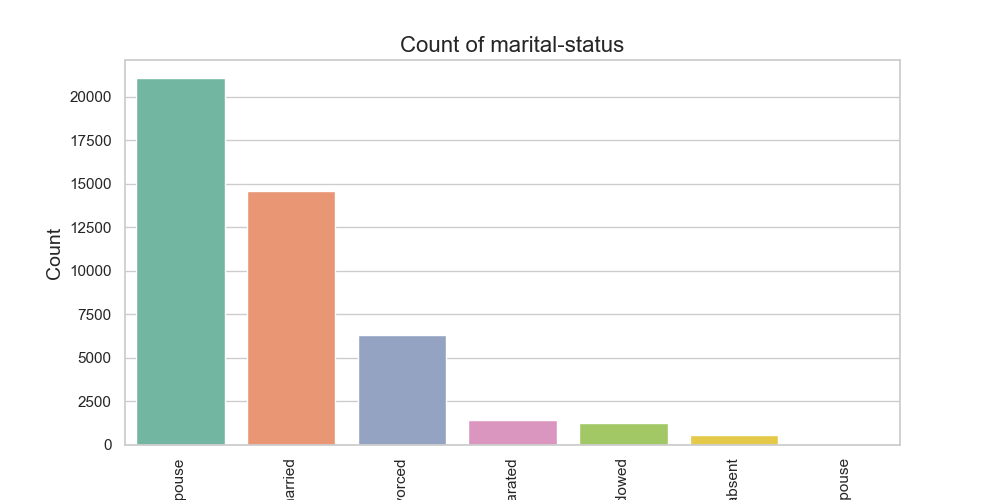 Count of marital-status
20000
17500
15000
12500
10000
7500
5000
2500
0
Count
pouse
arried
vorced
arated
dowed
absent
pouse